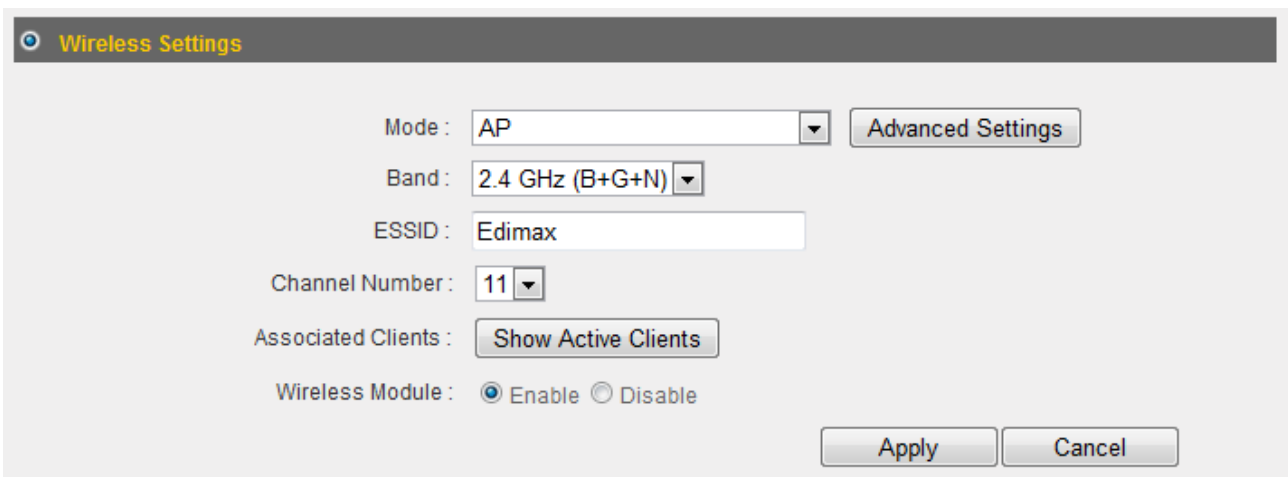 Wireless Settings
Mode : AP Advanced Settings
Band : 2.4 GHz (B+G+N)
ESSID : Edimax
Channel Number : 11
Associated Clients : Show Active Clients
Wireless Module : Enable Disable
Apply Cancel